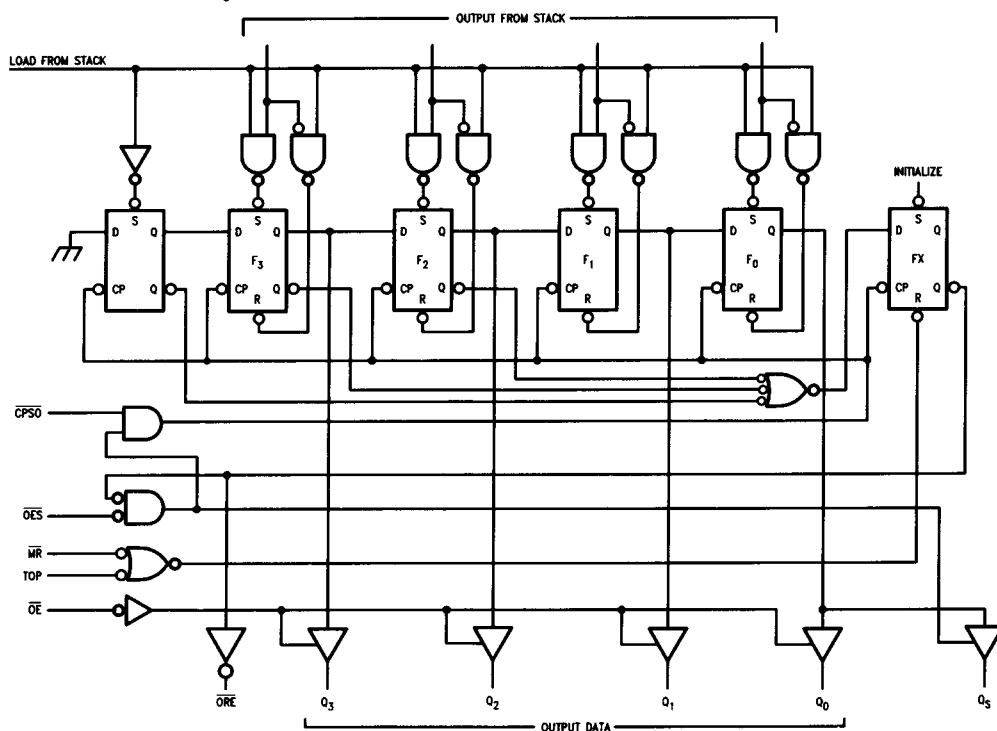 OUTPUT FROM STACK
LOAD FROM STACK
INITIALIZE
S S S S S S
D Q D Q D Q D Q D Q D
F3 F2 F1 F0 FX
CP Q CP Q CP Q CP CP CP Q
R R R R R
CPSO
OES
MR
TOP
OE
ORE Q3 Q2 Q1 Q0 QS
OUTPUT DATA